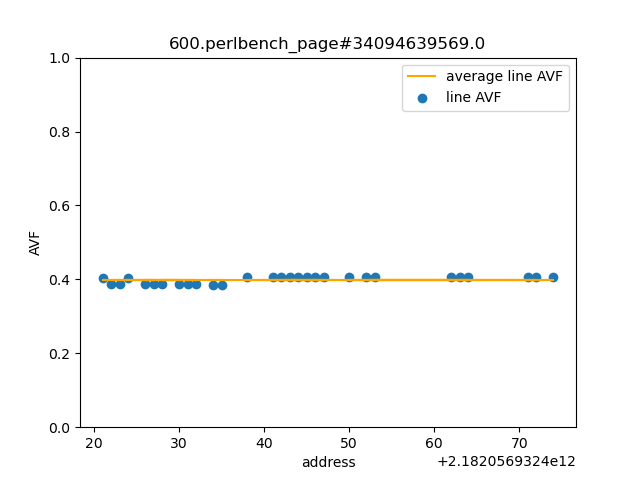 600.perlbench_page#34094639569.0
average line AVF
line AVF
1.0
0.8
0.6
0.4
0.2
0.0
AVF
20 30 40 50 60 70
address
+2.1820569324e12